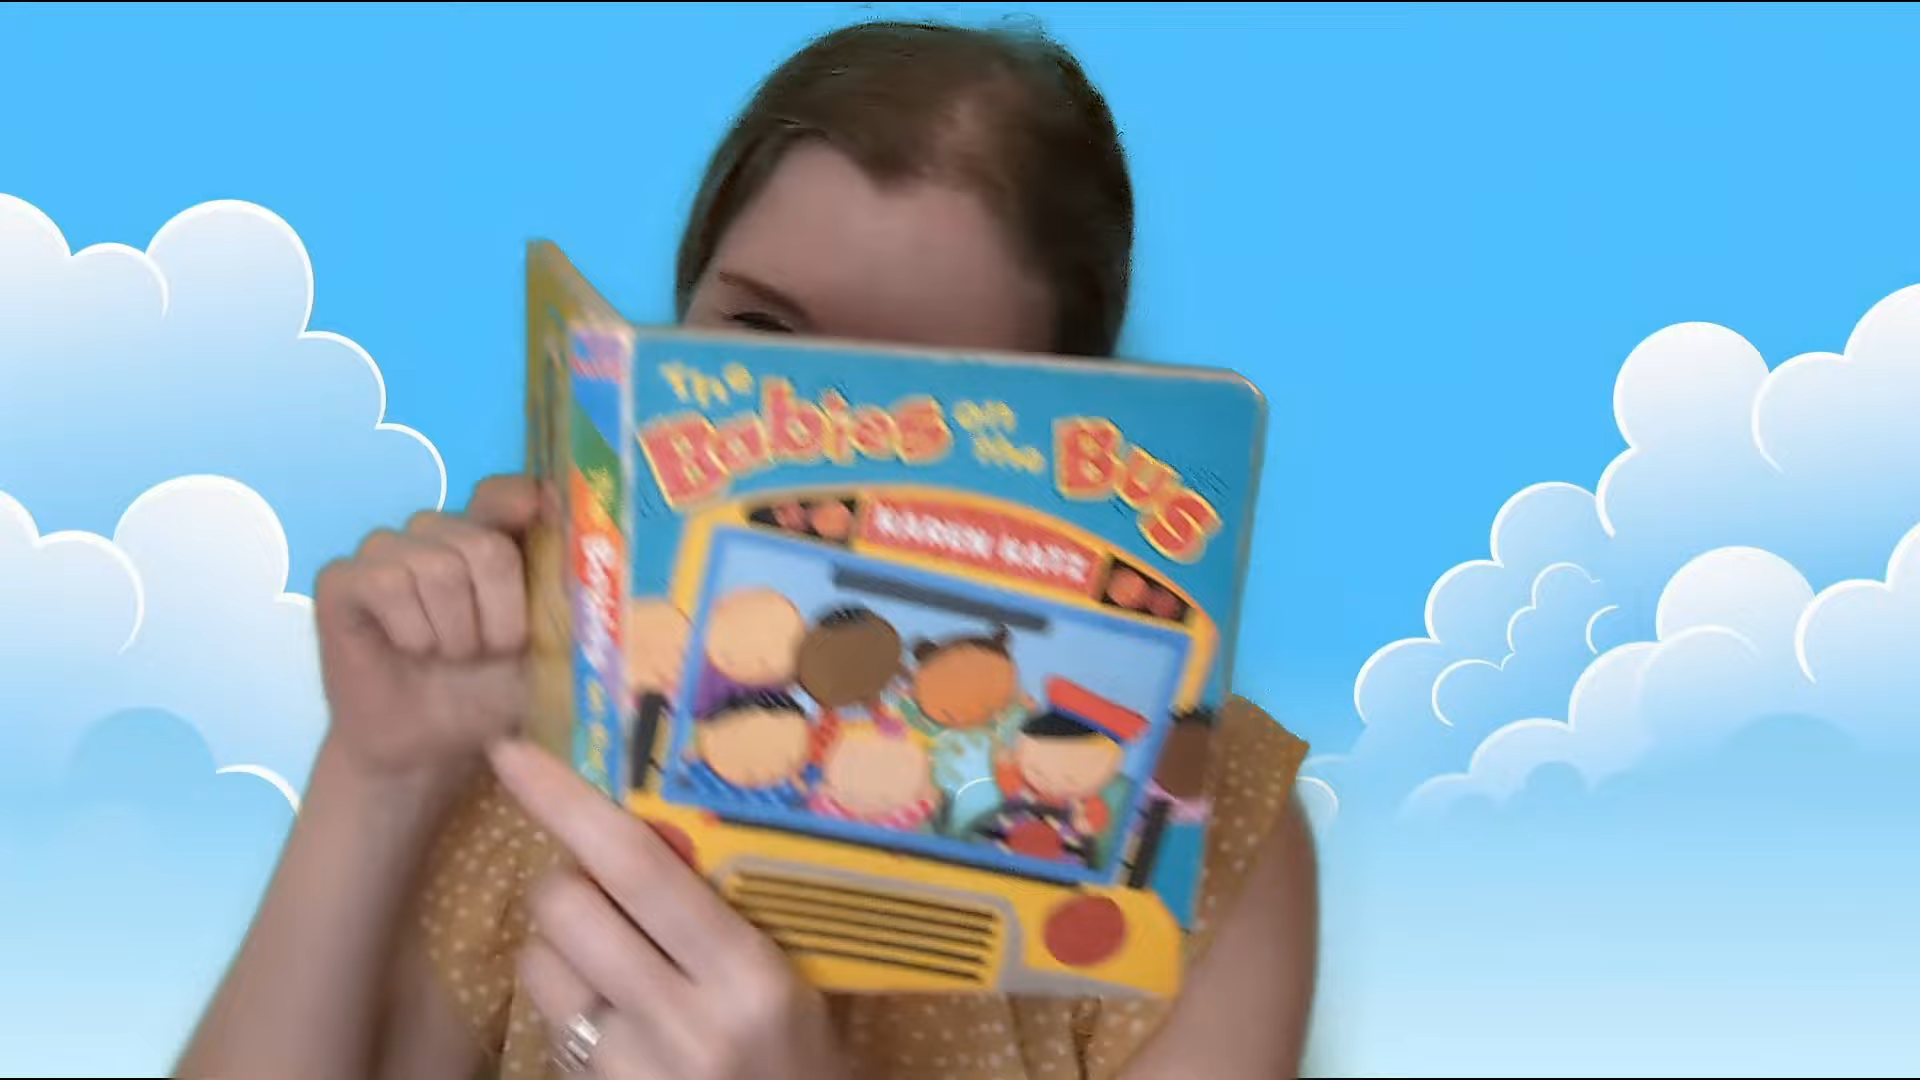 The
Babies on the Bus
KAREN KATZ